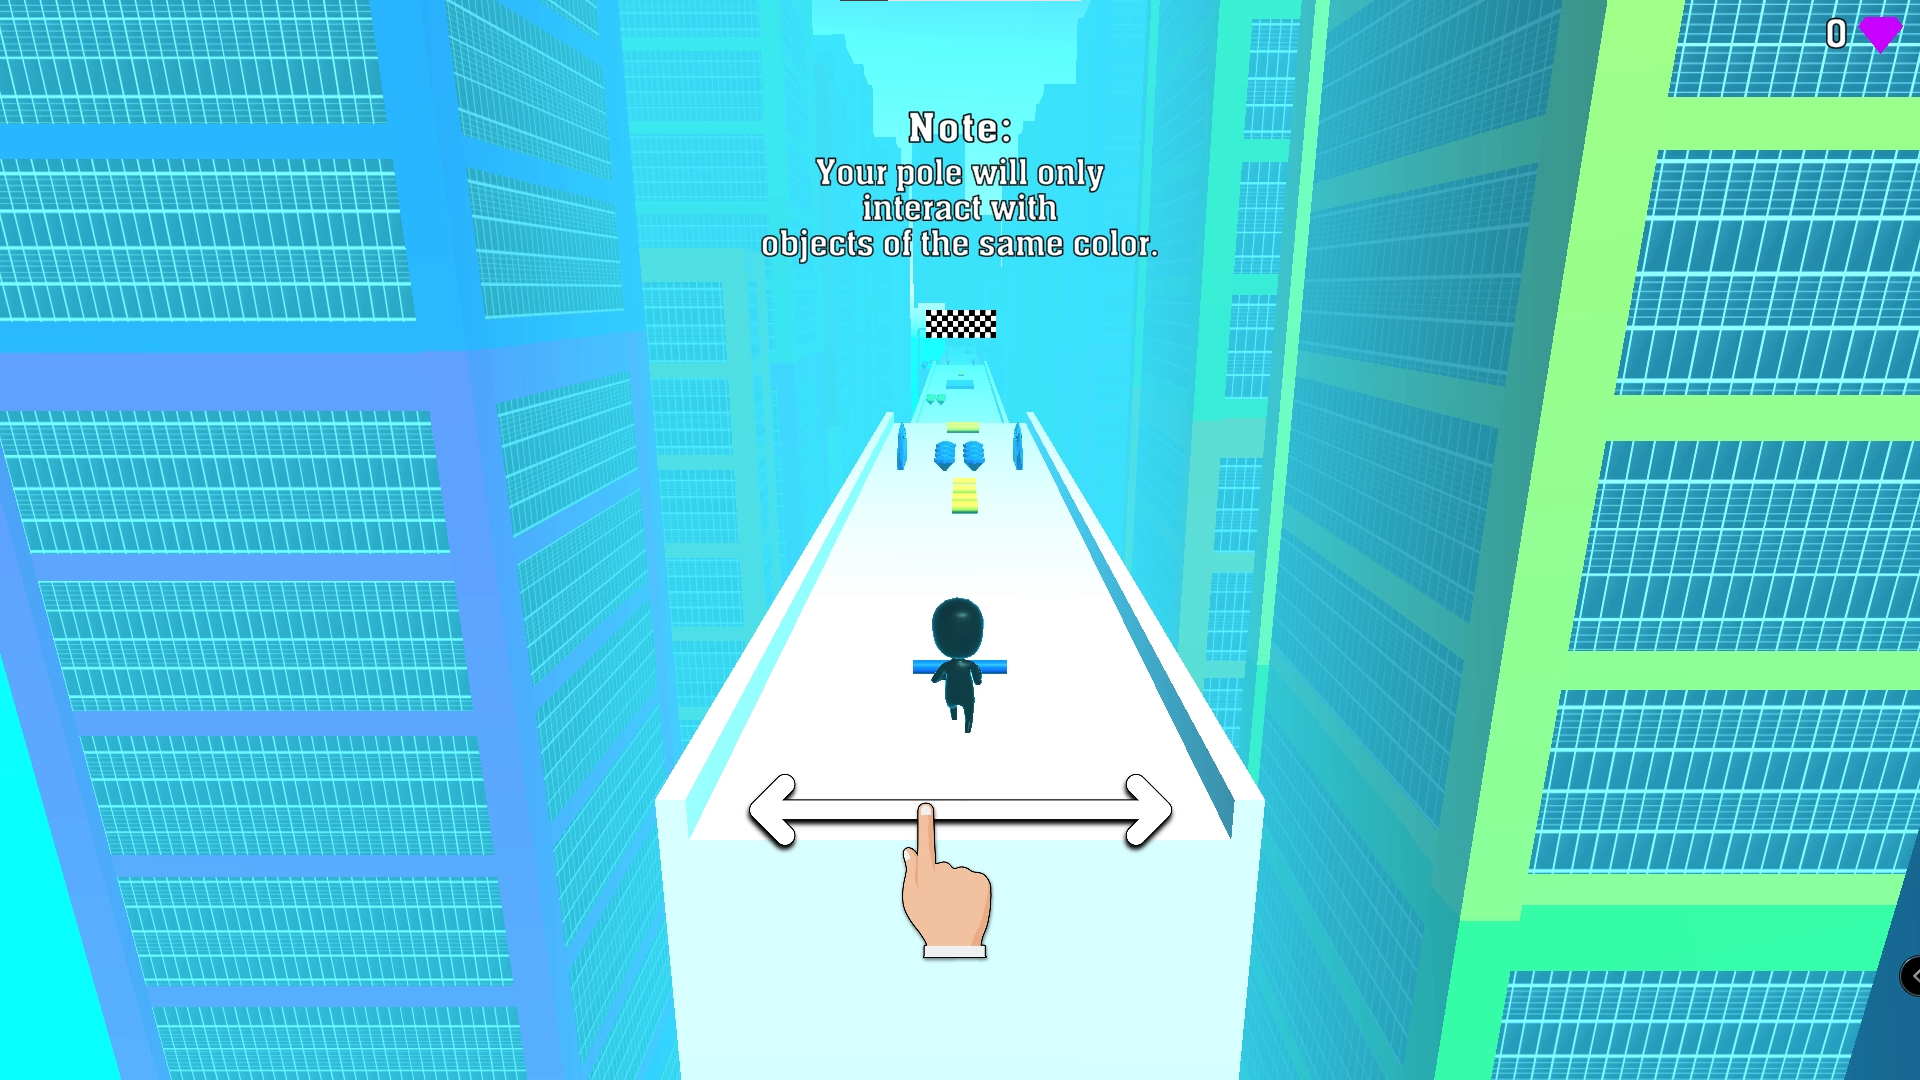 0
Note:
Your pole will only
interact with
objects of the same color.